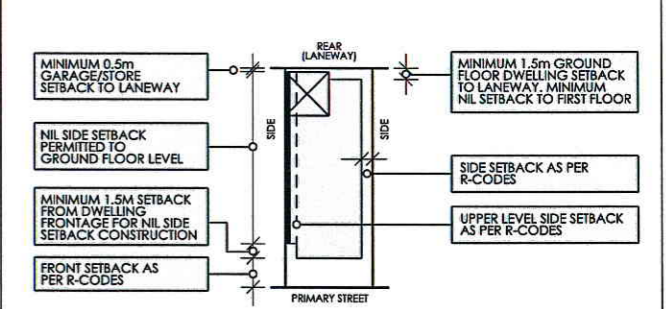 MINIMUM 0.5m
GARAGE/STORE
SETBACK TO LANEWAY
NIL SIDE SETBACK
PERMITTED TO
GROUND FLOOR LEVEL
MINIMUM 1.5M SETBACK
FROM DWELLING
FRONTAGE FOR NIL SIDE
SETBACK CONSTRUCTION
FRONT SETBACK AS
PER R-CODES
REAR
(LANEWAY)
SIDE
SIDE
PRIMARY STREET
MINIMUM 1.5m GROUND
FLOOR DWELLING SETBACK
TO LANEWAY. MINIMUM
NIL SETBACK TO FIRST FLOOR
SIDE SETBACK AS PER
R-CODES
UPPER LEVEL SIDE SETBACK
AS PER R-CODES